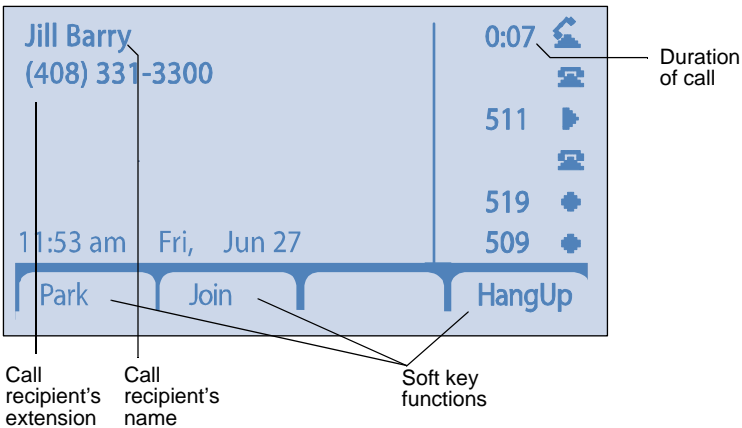 Jill Barry
(408) 331-3300
0:07
511
519
509
11:53 am Fri, Jun 27
Park Join HangUp
Duration
of call
Call
recipient's
extension
Call
recipient's
name
Soft key
functions